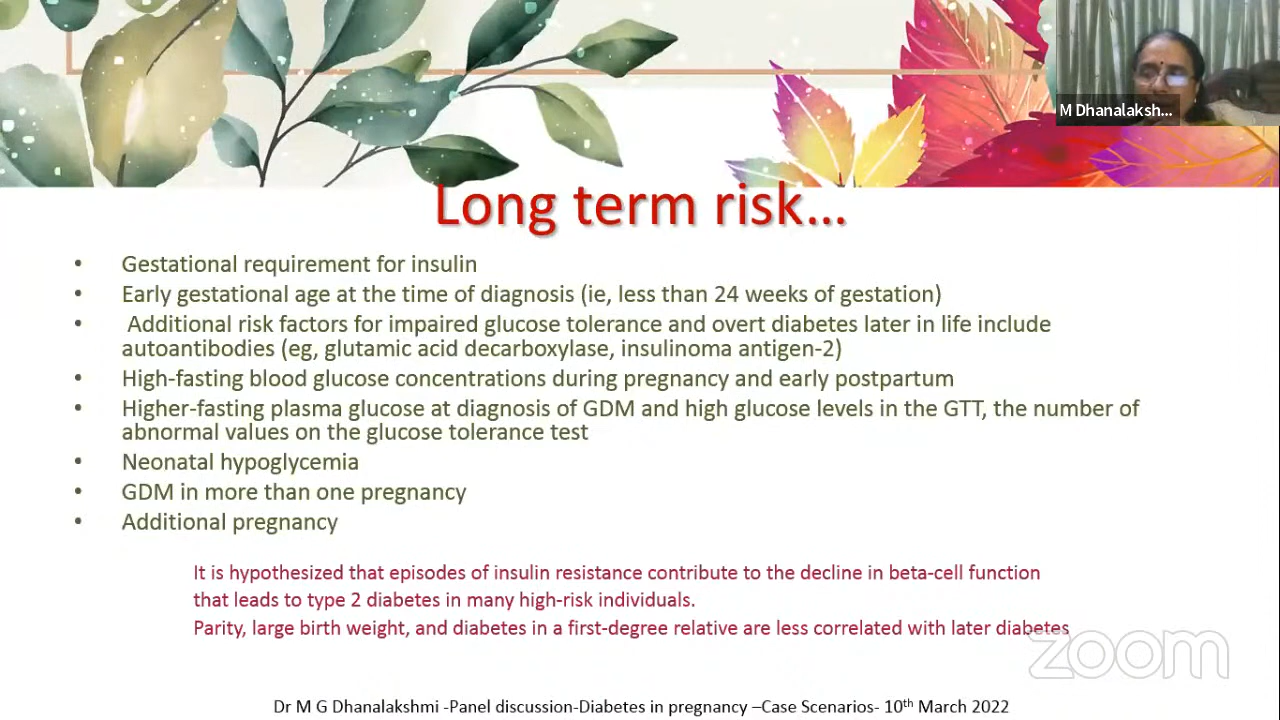 M Dhanalaksh...
Long term risk...
• Gestational requirement for insulin
• Early gestational age at the time of diagnosis (ie, less than 24 weeks of gestation)
• Additional risk factors for impaired glucose tolerance and overt diabetes later in life include
autoantibodies (eg, glutamic acid decarboxylase, insulinoma antigen-2)
• High-fasting blood glucose concentrations during pregnancy and early postpartum
• Higher-fasting plasma glucose at diagnosis of GDM and high glucose levels in the GTT, the number of
abnormal values on the glucose tolerance test
• Neonatal hypoglycemia
• GDM in more than one pregnancy
• Additional pregnancy
It is hypothesized that episodes of insulin resistance contribute to the decline in beta-cell function
that leads to type 2 diabetes in many high-risk individuals.
Parity, large birth weight, and diabetes in a first-degree relative are less correlated with later diabetes
zoom
Dr M G Dhanalakshmi -Panel discussion-Diabetes in pregnancy –Case Scenarios- 10th March 2022